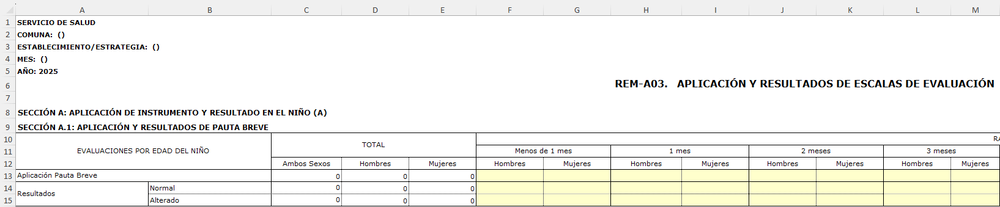 A B C D E F G H I J K L M
1 SERVICIO DE SALUD
2 COMUNA: ()
3 ESTABLECIMIENTO/ESTRATEGIA: ()
4 MES: ()
5 AÑO: 2025
6 REM-A03. APLICACIÓN Y RESULTADOS DE ESCALAS DE EVALUACIÓN
7
8 SECCIÓN A: APLICACIÓN DE INSTRUMENTO Y RESULTADO EN EL NIÑO (A)
9 SECCIÓN A.1: APLICACIÓN Y RESULTADOS DE PAUTA BREVE
10 EVALUACIONES POR EDAD DEL NIÑO TOTAL RA
11 Menos de 1 mes 1 mes 2 meses 3 meses
12 Ambos Sexos Hombres Mujeres Hombres Mujeres Hombres Mujeres Hombres Mujeres Hombres Mujeres
13 Aplicación Pauta Breve 0 0 0
14 Resultados Normal 0 0 0
15 Alterado 0 0 0